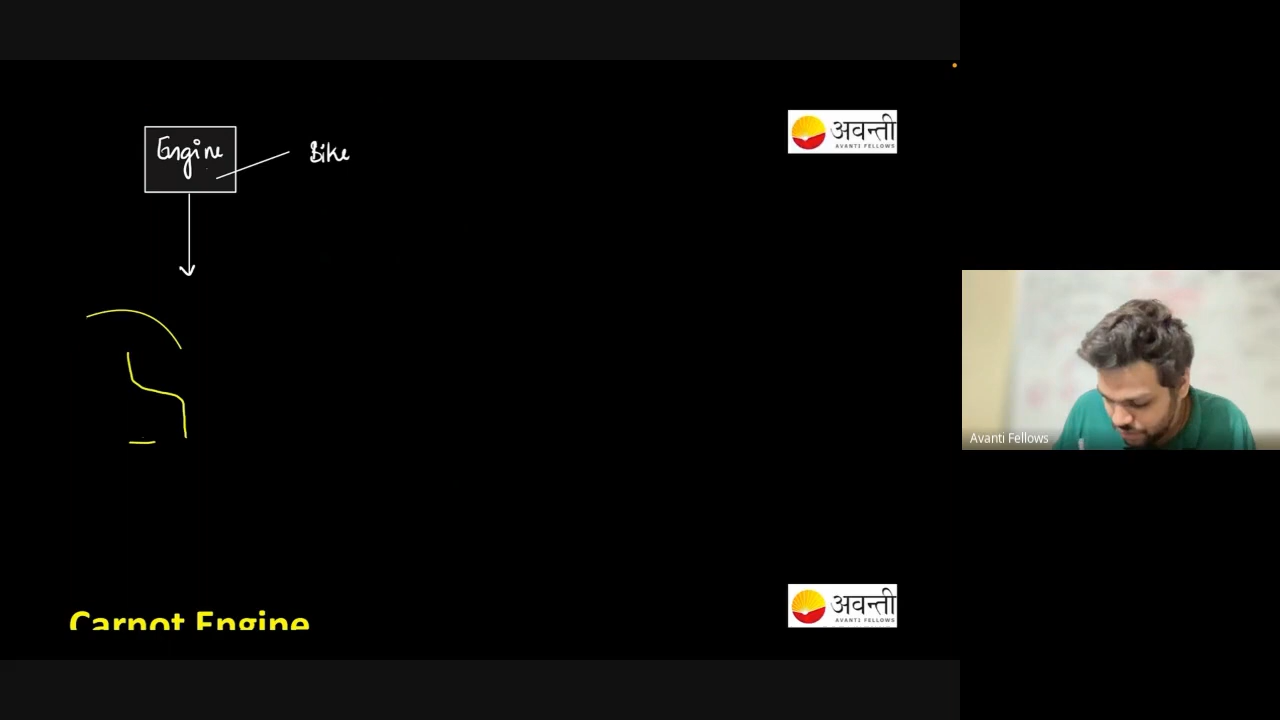 Engine
Bike
अवन्ती
AVANTI FELLOWS
Avanti Fellows
अवन्ती
AVANTI FELLOWS
Carnot Engine